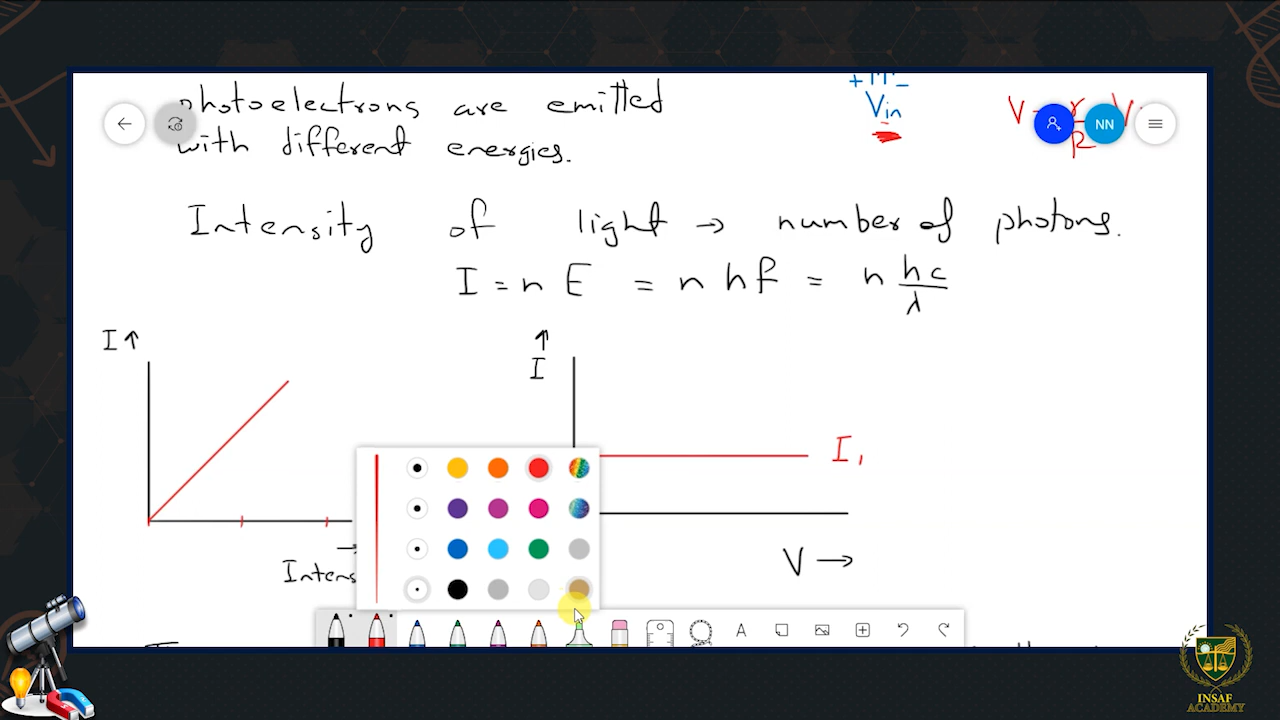 photoelectrons are emitted
with different energies.
+ -
Vin
V = r/R V
NN
Intensity of light → number of photons.
I = n E = n h f = n hc/λ
I ↑
↑
I
I₁
V →
→
Intens
A
INSAF
ACADEMY